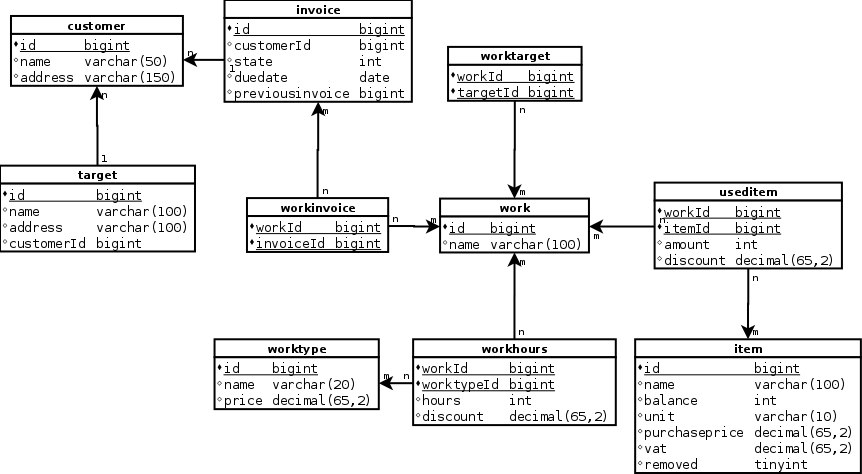 customer
id bigint
name varchar(50)
address varchar(150)
invoice
id bigint
customerId bigint
state int
duedate date
previousinvoice bigint
worktarget
workId bigint
targetId bigint
n
1
n
1
m
n
n
m
target
id bigint
name varchar(100)
address varchar(100)
customerId bigint
workinvoice
workId bigint
invoiceId bigint
n
m
work
id bigint
name varchar(100)
m
n
useditem
workId bigint
itemId bigint
amount int
discount decimal(65,2)
m
n
n
m
worktype
id bigint
name varchar(20)
price decimal(65,2)
m
n
workhours
workId bigint
worktypeId bigint
hours int
discount decimal(65,2)
item
id bigint
name varchar(100)
balance int
unit varchar(10)
purchaseprice decimal(65,2)
vat decimal(65,2)
removed tinyint